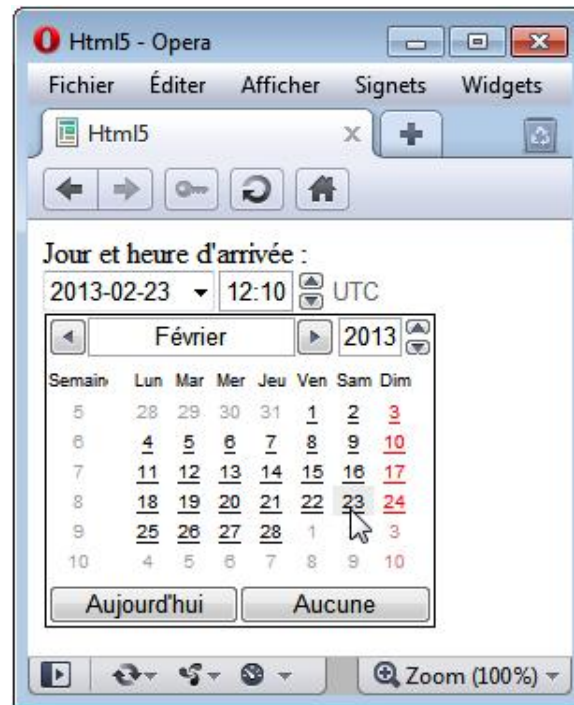 Html5 - Opera
Fichier Éditer Afficher Signets Widgets
Html5
Jour et heure d'arrivée :
2013-02-23 12:10 UTC
Février 2013
Semain Lun Mar Mer Jeu Ven Sam Dim
5 28 29 30 31 1 2 3
6 4 5 6 7 8 9 10
7 11 12 13 14 15 16 17
8 18 19 20 21 22 23 24
9 25 26 27 28 1 3
10 4 5 6 7 8 9 10
Aujourd'hui Aucune
Zoom (100%)